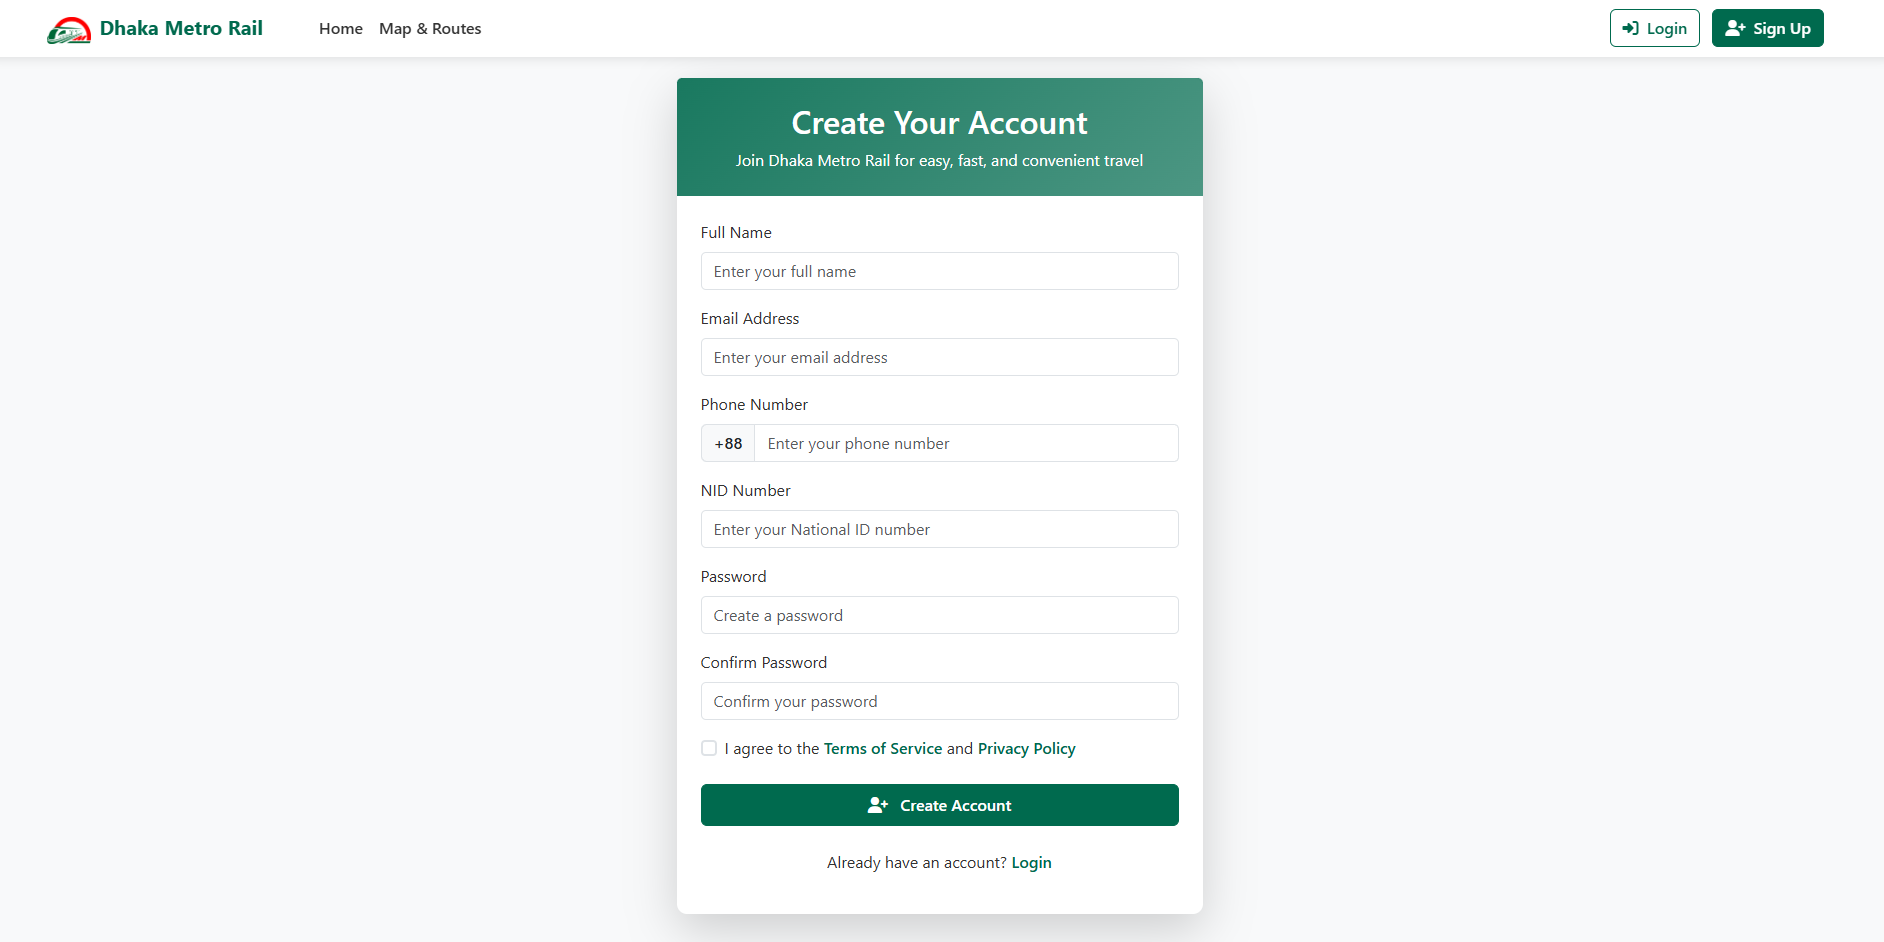 Dhaka Metro Rail
Home
Map & Routes
Login
Sign Up
Create Your Account
Join Dhaka Metro Rail for easy, fast, and convenient travel
Full Name
Enter your full name
Email Address
Enter your email address
Phone Number
+88
Enter your phone number
NID Number
Enter your National ID number
Password
Create a password
Confirm Password
Confirm your password
I agree to the Terms of Service and Privacy Policy
Create Account
Already have an account? Login